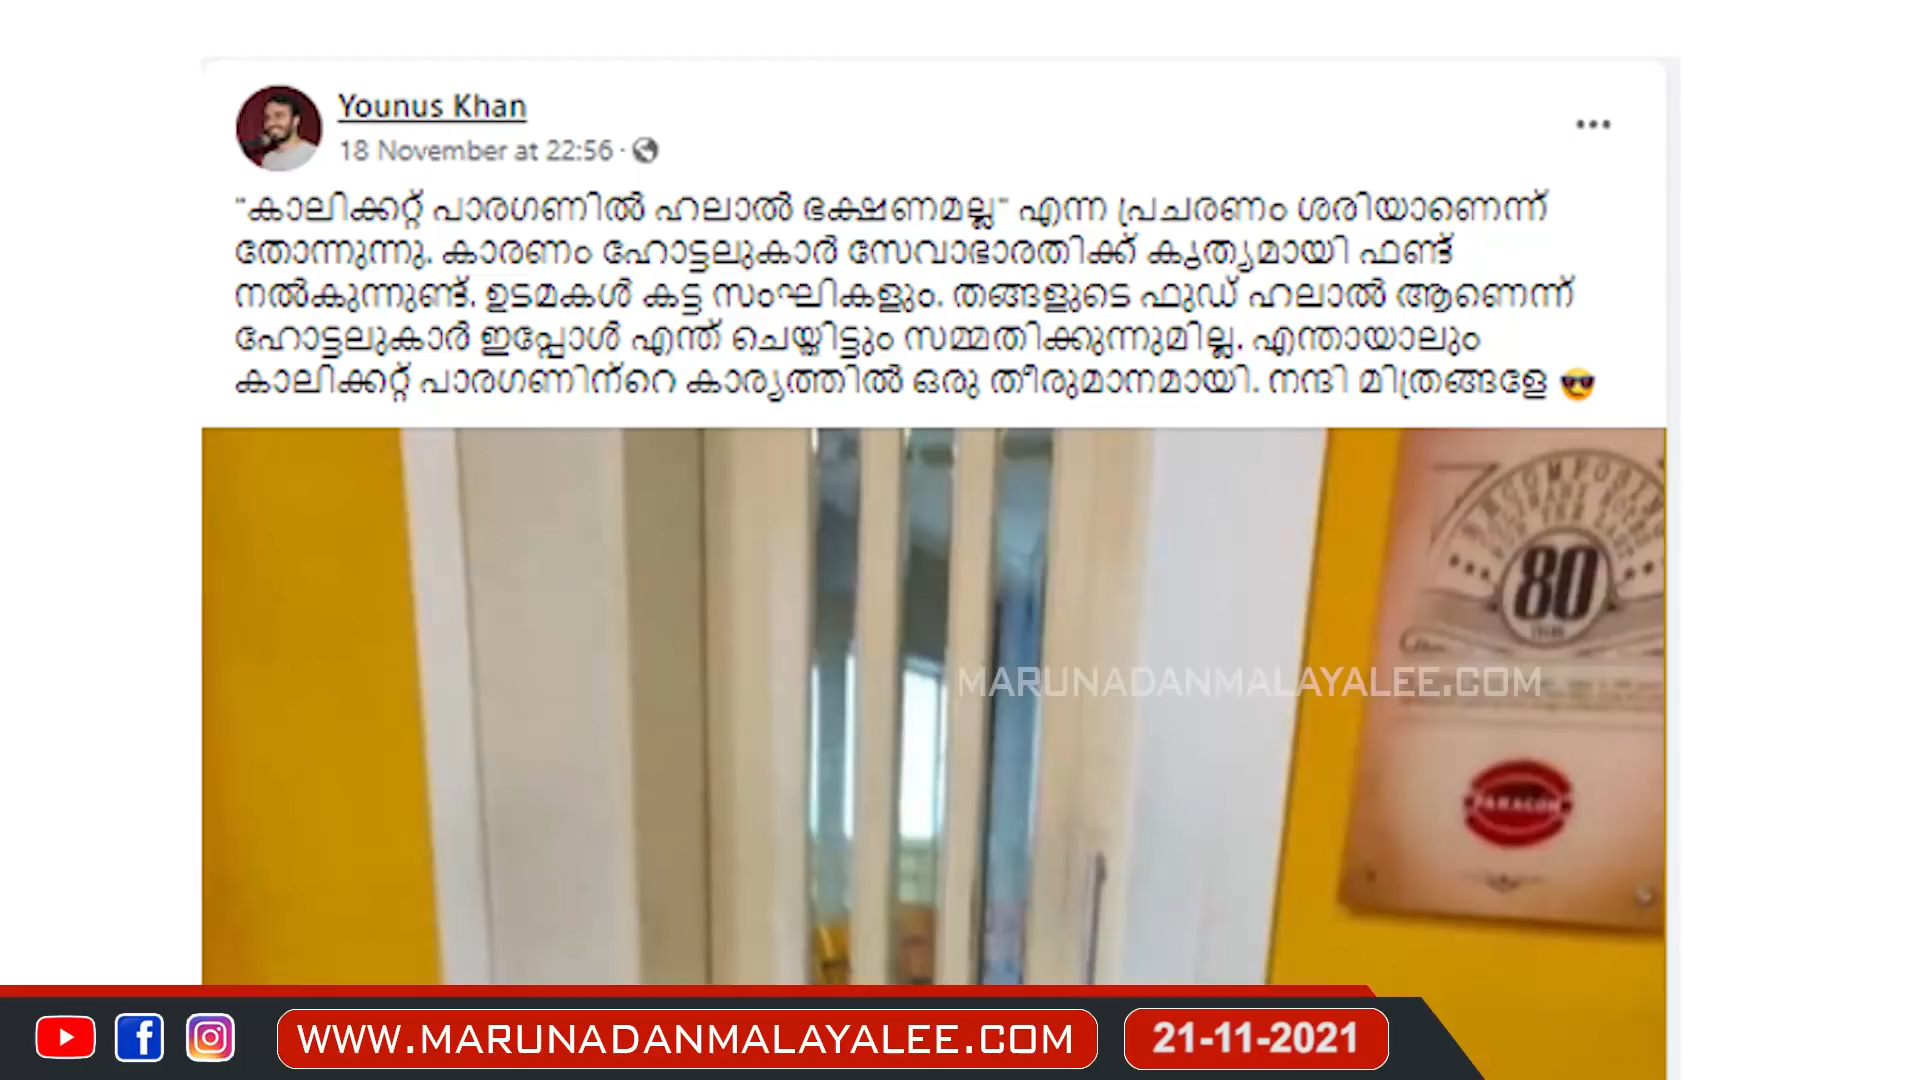 Younus Khan
18 November at 22:56 ·
"കാലിക്കറ്റ് പാരഗണിൽ ഹലാൽ ഭക്ഷണമല്ല" എന്ന പ്രചരണം ശരിയാണെന്ന്
തോന്നുന്നു. കാരണം ഹോട്ടലുകാർ സേവാഭാരതിക്ക് കൃത്യമായി ഫണ്ട്
നൽകുന്നുണ്ട്. ഉടമകൾ കട്ട സംഘികളും. തങ്ങളുടെ ഫുഡ് ഹലാൽ ആണെന്ന്
ഹോട്ടലുകാർ ഇപ്പോൾ എന്ത് ചെയ്തിട്ടും സമ്മതിക്കുന്നുമില്ല. എന്തായാലും
കാലിക്കറ്റ് പാരഗണിന്റെ കാര്യത്തിൽ ഒരു തീരുമാനമായി. നന്ദി മിത്രങ്ങളേ 😎
80
MARUNADANMALAYALEE.COM
PARAGON
WWW.MARUNADANMALAYALEE.COM
21-11-2021